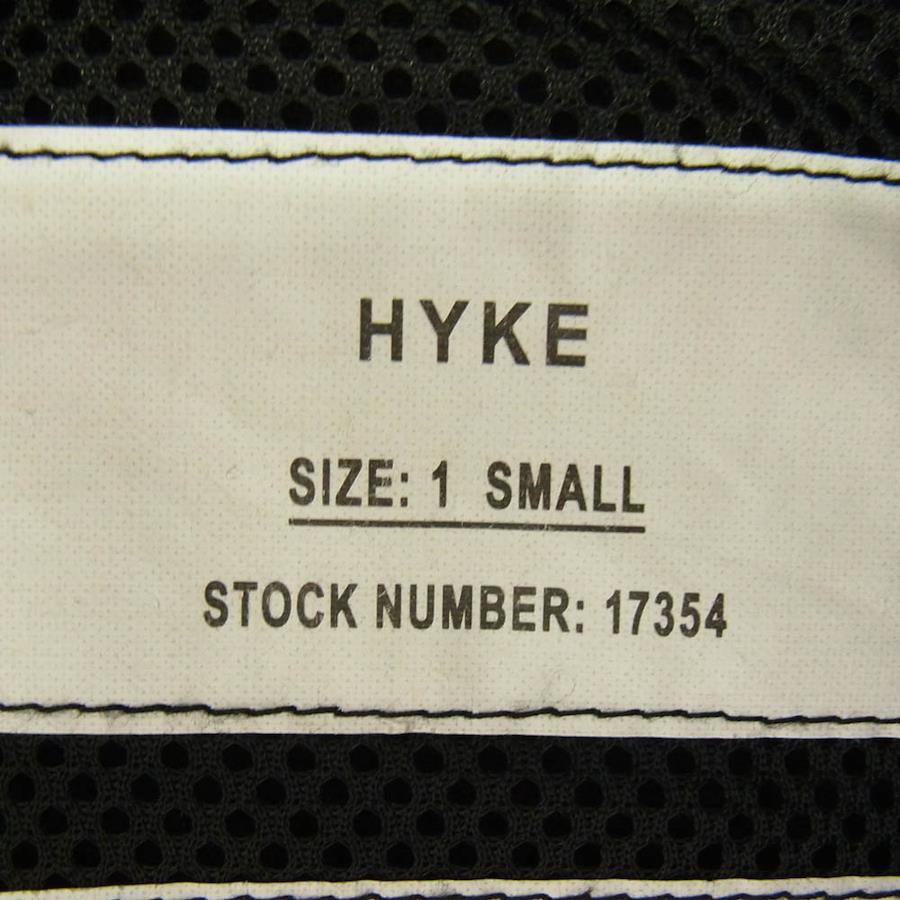 HYKE
SIZE: 1 SMALL
STOCK NUMBER: 17354